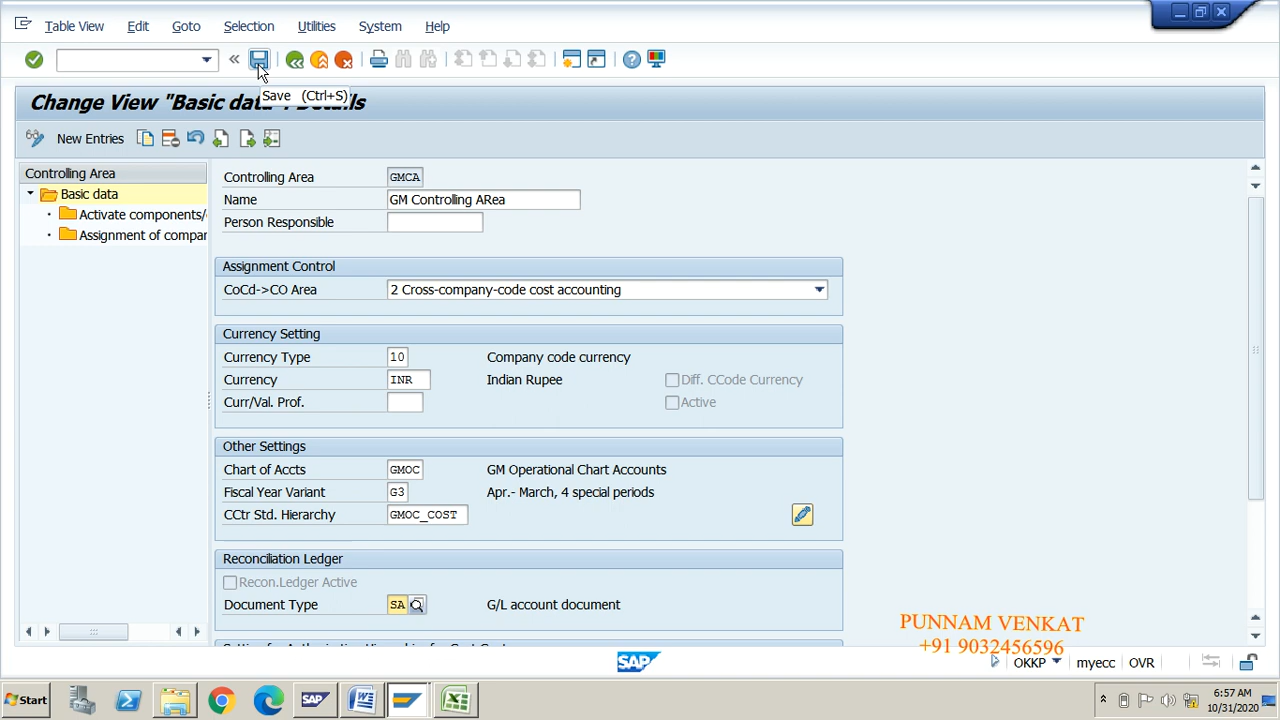 Table View Edit Goto Selection Utilities System Help
Change View "Basic data": Details
Save (Ctrl+S)
New Entries
Controlling Area
Basic data
Activate components/
Assignment of compar
Controlling Area GMCA
Name GM Controlling ARea
Person Responsible
Assignment Control
CoCd->CO Area 2 Cross-company-code cost accounting
Currency Setting
Currency Type 10 Company code currency
Currency INR Indian Rupee Diff. CCode Currency
Curr/Val. Prof. Active
Other Settings
Chart of Accts GMOC GM Operational Chart Accounts
Fiscal Year Variant G3 Apr.- March, 4 special periods
CCtr Std. Hierarchy GMOC_COST
Reconciliation Ledger
Recon.Ledger Active
Document Type SA G/L account document
PUNNAM VENKAT
+91 9032456596
SAP
OKKP myecc OVR
Start SAP
6:57 AM
10/31/2020